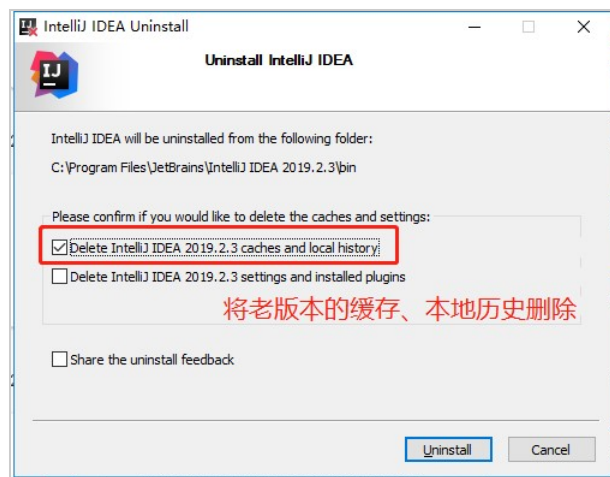 IntelliJ IDEA Uninstall
Uninstall IntelliJ IDEA
IJ
IntelliJ IDEA will be uninstalled from the following folder:
C:\Program Files\JetBrains\IntelliJ IDEA 2019.2.3\bin
Please confirm if you would like to delete the caches and settings:
Delete IntelliJ IDEA 2019.2.3 caches and local history
Delete IntelliJ IDEA 2019.2.3 settings and installed plugins
将老版本的缓存、本地历史删除
Share the uninstall feedback
Uninstall
Cancel